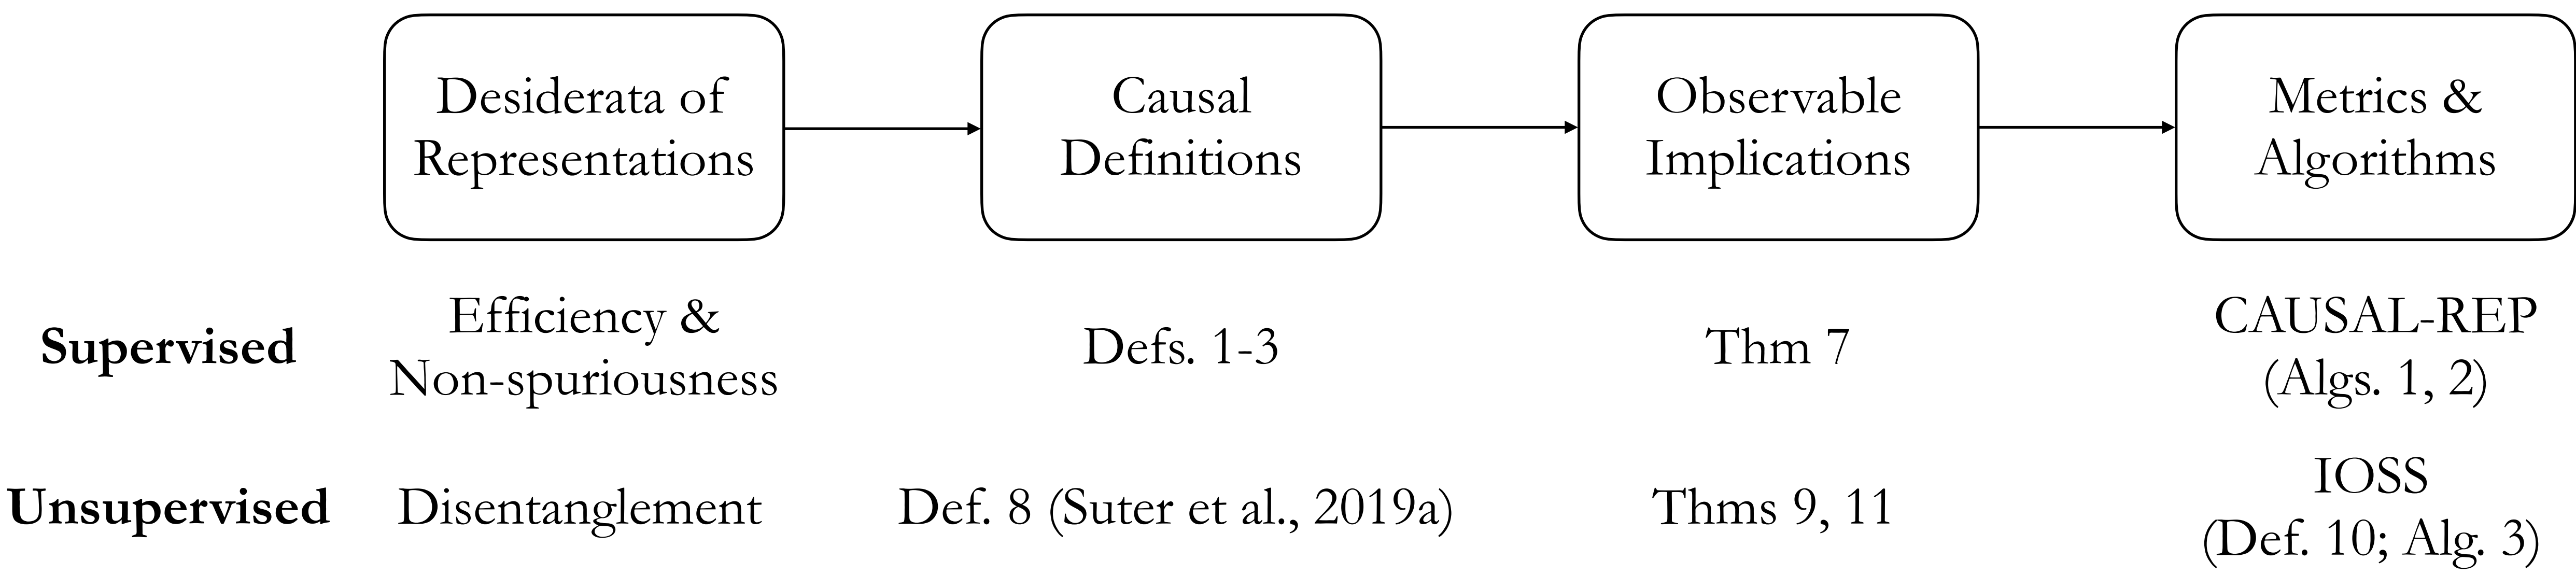 Desiderata of
Representations
Causal
Definitions
Observable
Implications
Metrics &
Algorithms
Supervised
Efficiency &
Non-spuriousness
Defs. 1-3
Thm 7
CAUSAL-REP
(Algs. 1, 2)
Unsupervised
Disentanglement
Def. 8 (Suter et al., 2019a)
Thms 9, 11
IOSS
(Def. 10; Alg. 3)